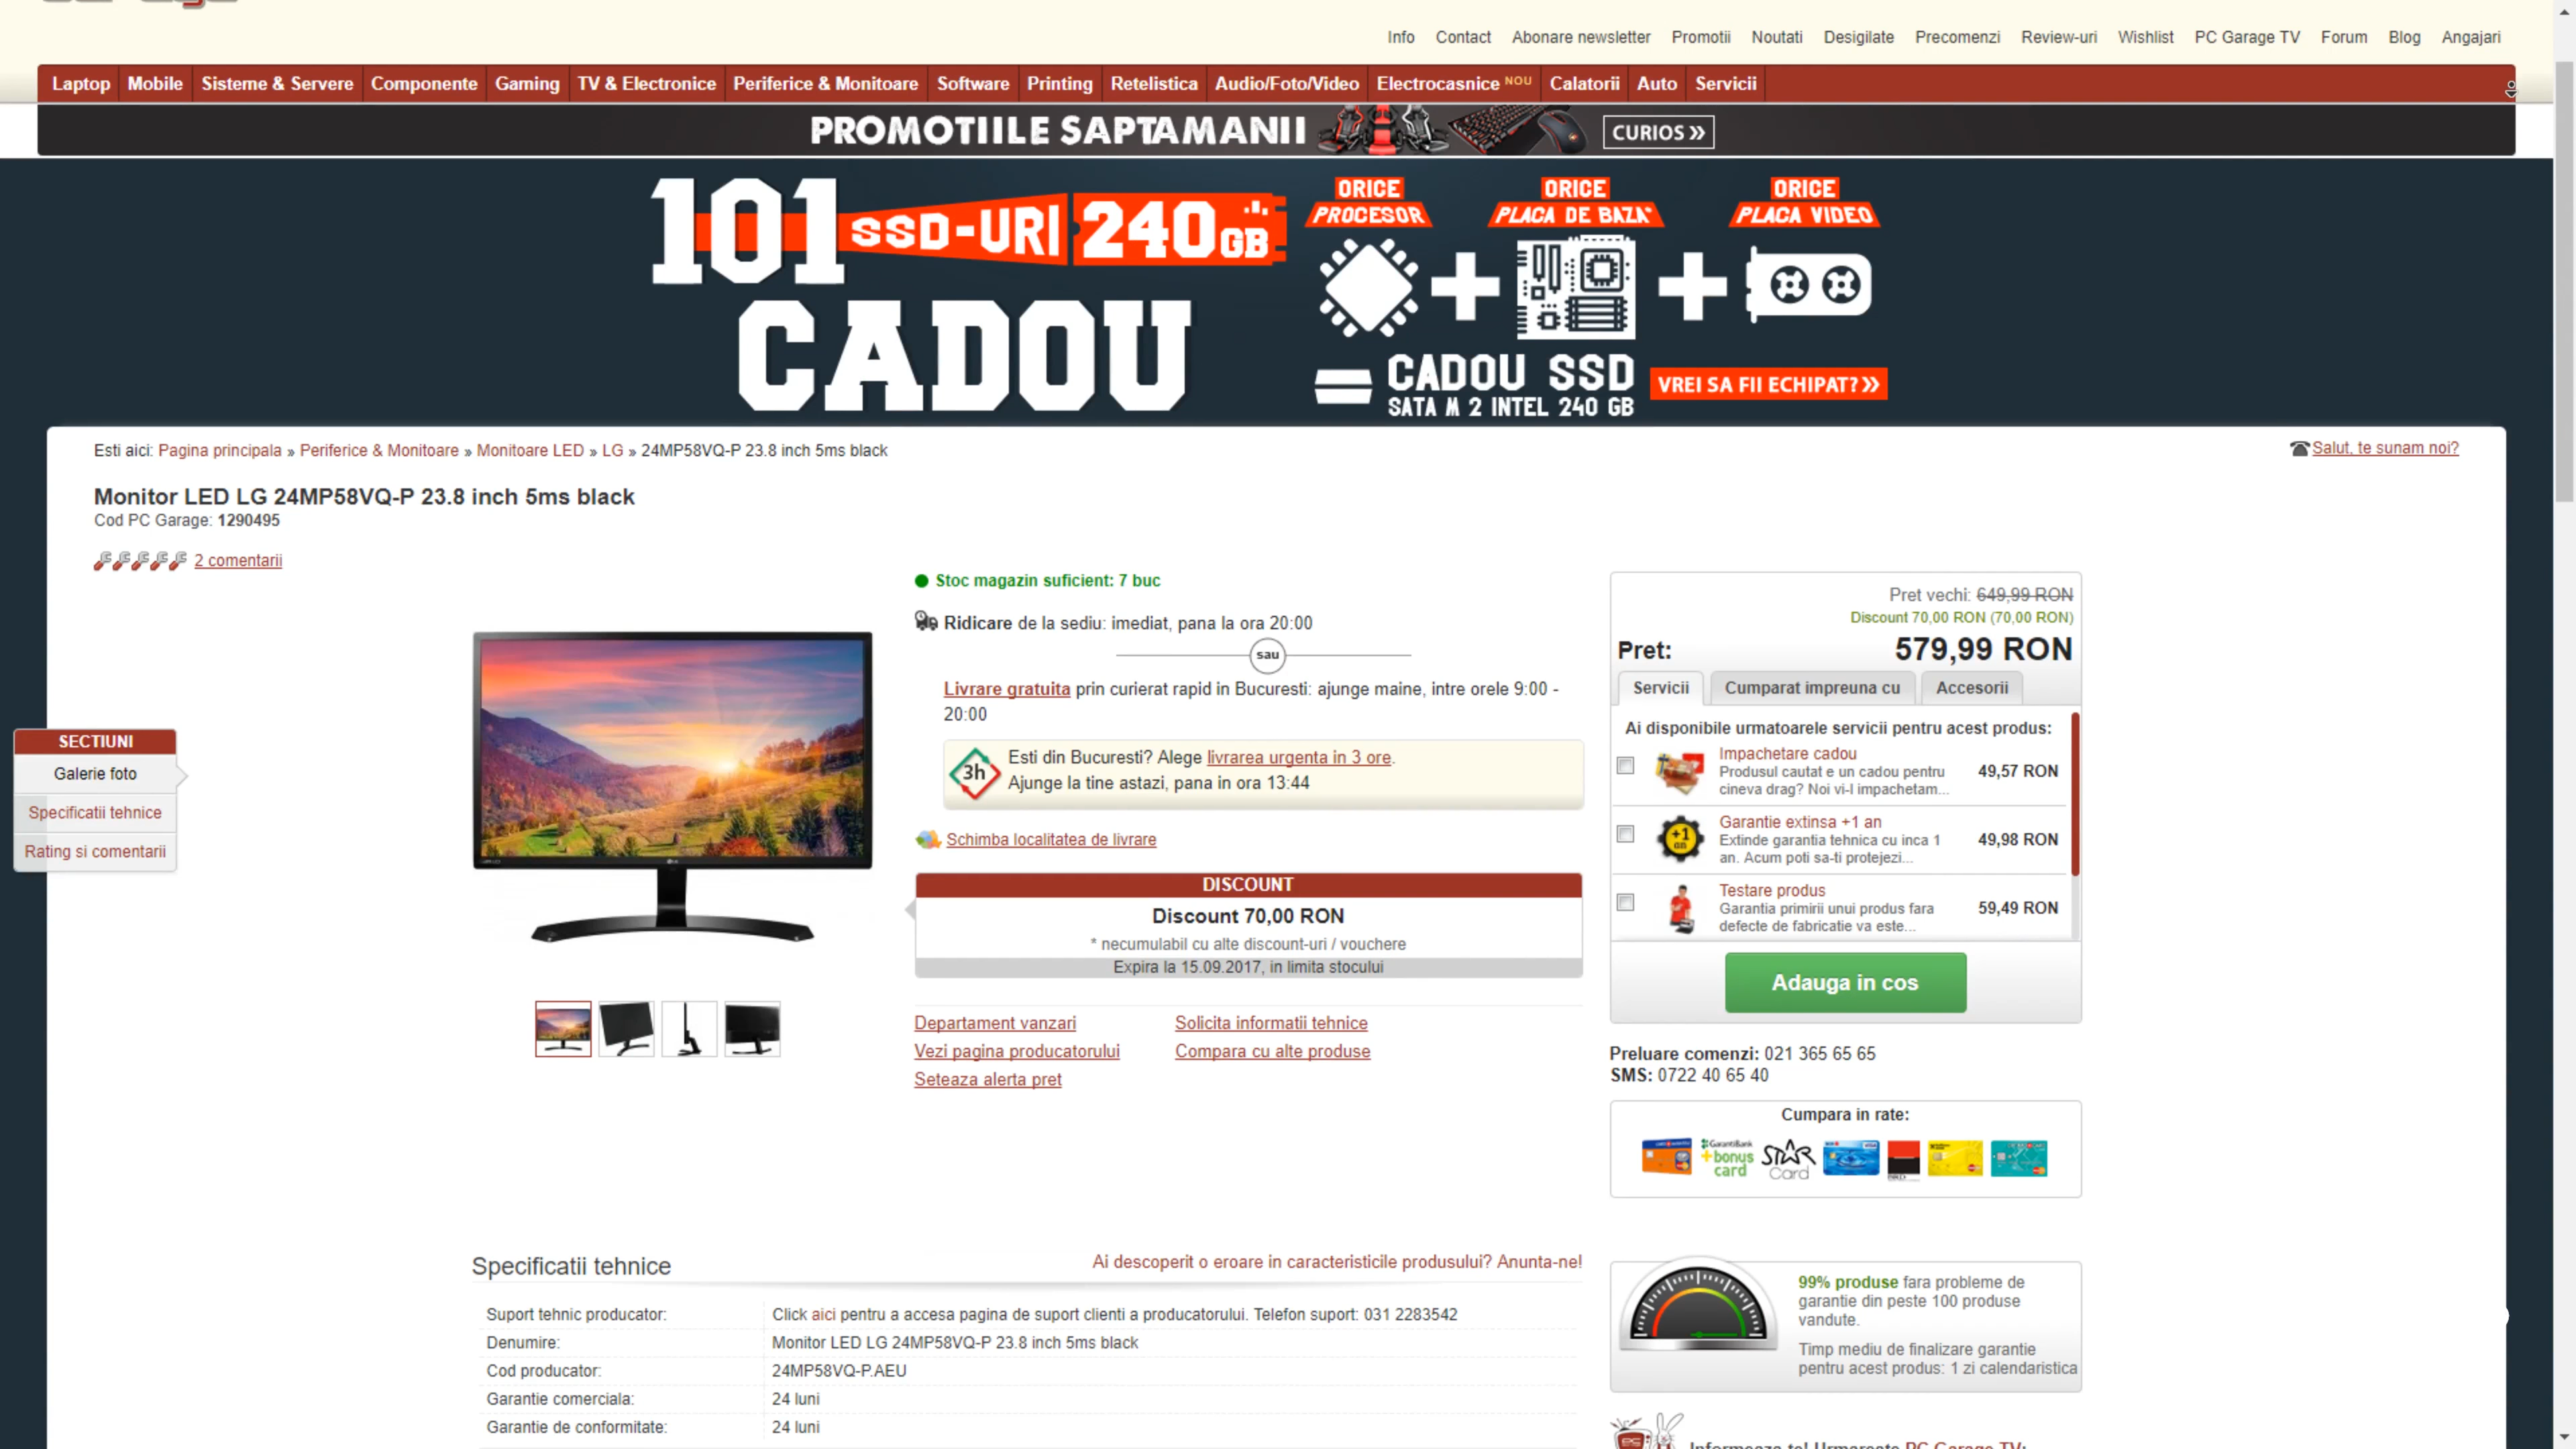 Info Contact Abonare newsletter Promotii Noutati Desigilate Precomenzi Review-uri Wishlist PC Garage TV Forum Blog Angajari
Laptop Mobile Sisteme & Servere Componente Gaming TV & Electronice Periferice & Monitoare Software Printing Retelistica Audio/Foto/Video Electrocasnice NOU Calatorii Auto Servicii
PROMOTIILE SAPTAMANII CURIOS »
101 SSD-URI 240GB
CADOU
ORICE PROCESOR
ORICE PLACA DE BAZA*
ORICE PLACA VIDEO
CADOU SSD
SATA M 2 INTEL 240 GB
VREI SA FII ECHIPAT? »
Esti aici: Pagina principala » Periferice & Monitoare » Monitoare LED » LG » 24MP58VQ-P 23.8 inch 5ms black
Salut, te sunam noi?
Monitor LED LG 24MP58VQ-P 23.8 inch 5ms black
Cod PC Garage: 1290495
2 comentarii
SECTIUNI
Galerie foto
Specificatii tehnice
Rating si comentarii
Stoc magazin suficient: 7 buc
Ridicare de la sediu: imediat, pana la ora 20:00
sau
Livrare gratuita prin curierat rapid in Bucuresti: ajunge maine, intre orele 9:00 -
20:00
3h
Esti din Bucuresti? Alege livrarea urgenta in 3 ore.
Ajunge la tine astazi, pana in ora 13:44
Schimba localitatea de livrare
DISCOUNT
Discount 70,00 RON
* necumulabil cu alte discount-uri / vouchere
Expira la 15.09.2017, in limita stocului
Departament vanzari Solicita informatii tehnice
Vezi pagina producatorului Compara cu alte produse
Seteaza alerta pret
Pret vechi: 649,99 RON
Discount 70,00 RON (70,00 RON)
Pret: 579,99 RON
Servicii Cumparat impreuna cu Accesorii
Ai disponibile urmatoarele servicii pentru acest produs:
Impachetare cadou
Produsul cautat e un cadou pentru
cineva drag? Noi vi-l impachetam...
49,57 RON
+1 an
Garantie extinsa +1 an
Extinde garantia tehnica cu inca 1
an. Acum poti sa-ti protejezi...
49,98 RON
Testare produs
Garantia primirii unui produs fara
defecte de fabricatie va este...
59,49 RON
Adauga in cos
Preluare comenzi: 021 365 65 65
SMS: 0722 40 65 40
Cumpara in rate:
GarantiBank
+bonus
card
STAR
Card
Specificatii tehnice
Ai descoperit o eroare in caracteristicile produsului? Anunta-ne!
Suport tehnic producator: Click aici pentru a accesa pagina de suport clienti a producatorului. Telefon suport: 031 2283542
Denumire: Monitor LED LG 24MP58VQ-P 23.8 inch 5ms black
Cod producator: 24MP58VQ-P.AEU
Garantie comerciala: 24 luni
Garantie de conformitate: 24 luni
99% produse fara probleme de
garantie din peste 100 produse
vandute.
Timp mediu de finalizare garantie
pentru acest produs: 1 zi calendaristica
Informeaza-te! Urmareste PC Garage TV: